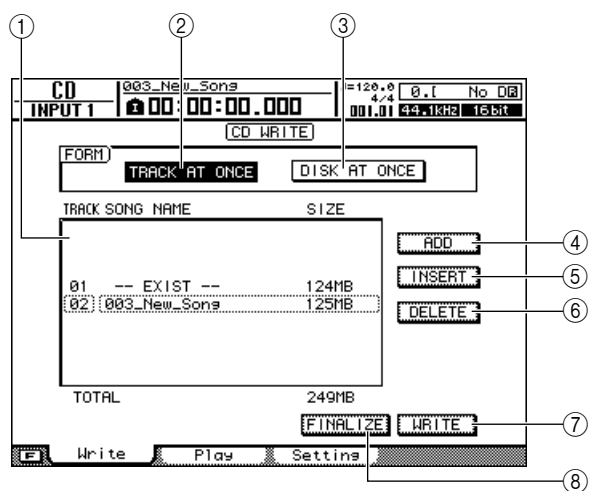 ① ② ③
CD
INPUT 1
003_New_Song
00:00:00.000
=120.0
4/4
001.01
0.[ No DR
44.1kHz 16bit
CD WRITE
FORM
TRACK AT ONCE DISK AT ONCE
TRACK SONG NAME SIZE
ADD ④
01 -- EXIST -- 124MB
INSERT ⑤
02 003_New_Song 125MB
DELETE ⑥
TOTAL 249MB
FINALIZE WRITE ⑦
F Write Play Setting
⑧